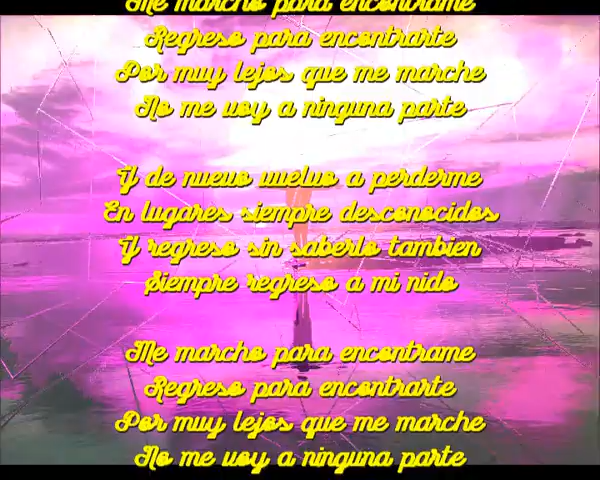 Me marcho para encontrame
Regreso para encontrarte
Por muy lejos que me marche
No me voy a ninguna parte
Y de nuevo vuelvo a perderme
En lugares siempre desconocidos
Y regreso sin saberlo tambien
Siempre regreso a mi nido
Me marcho para encontrame
Regreso para encontrarte
Por muy lejos que me marche
No me voy a ninguna parte